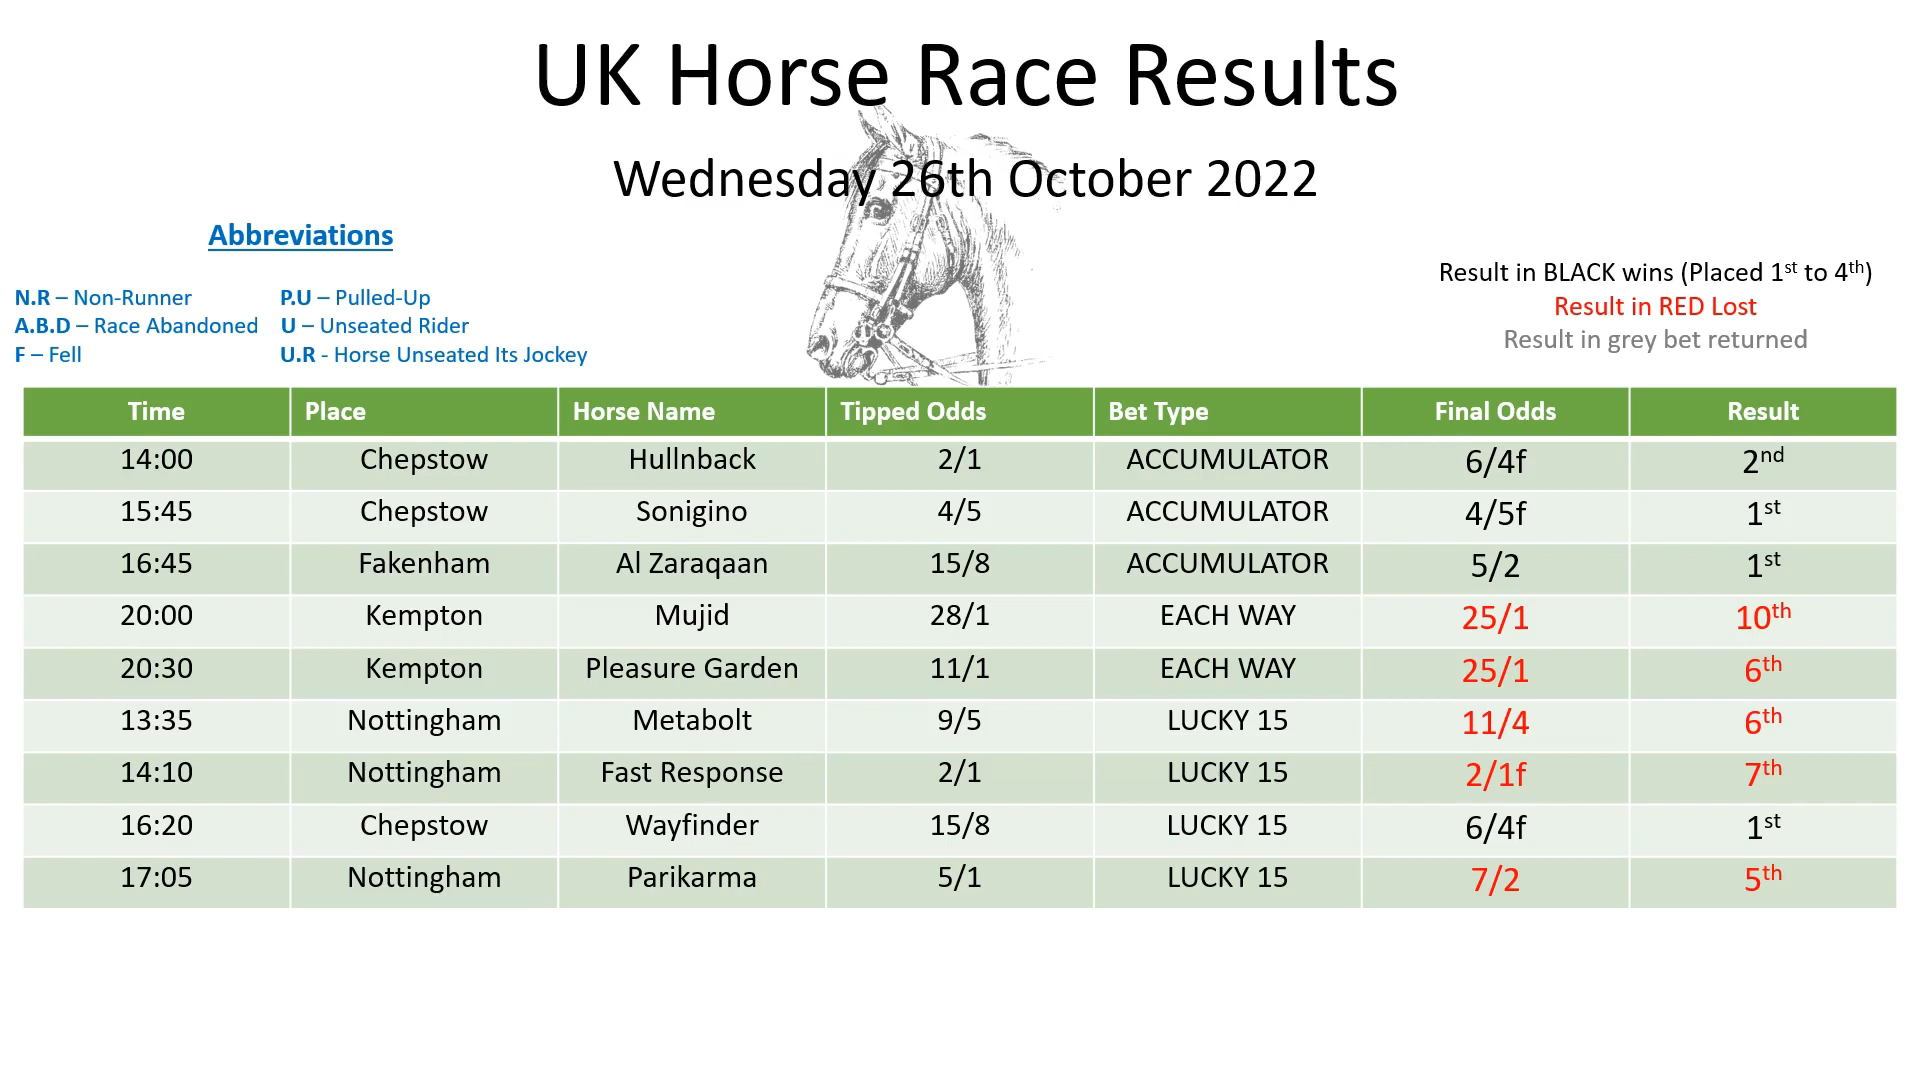 UK Horse Race Results
Wednesday 26th October 2022
Abbreviations
N.R – Non-Runner P.U – Pulled-Up
A.B.D – Race Abandoned U – Unseated Rider
F – Fell U.R - Horse Unseated Its Jockey
Result in BLACK wins (Placed 1st to 4th)
Result in RED Lost
Result in grey bet returned
Time Place Horse Name Tipped Odds Bet Type Final Odds Result
14:00 Chepstow Hullnback 2/1 ACCUMULATOR 6/4f 2nd
15:45 Chepstow Sonigino 4/5 ACCUMULATOR 4/5f 1st
16:45 Fakenham Al Zaraqaan 15/8 ACCUMULATOR 5/2 1st
20:00 Kempton Mujid 28/1 EACH WAY 25/1 10th
20:30 Kempton Pleasure Garden 11/1 EACH WAY 25/1 6th
13:35 Nottingham Metabolt 9/5 LUCKY 15 11/4 6th
14:10 Nottingham Fast Response 2/1 LUCKY 15 2/1f 7th
16:20 Chepstow Wayfinder 15/8 LUCKY 15 6/4f 1st
17:05 Nottingham Parikarma 5/1 LUCKY 15 7/2 5th